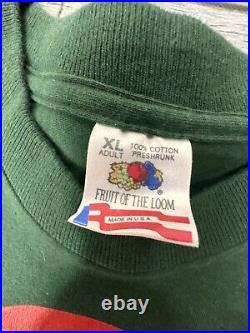 XL 100% COTTON
ADULT PRESHRUNK
FRUIT OF THE LOOM
MADE IN U.S.A.